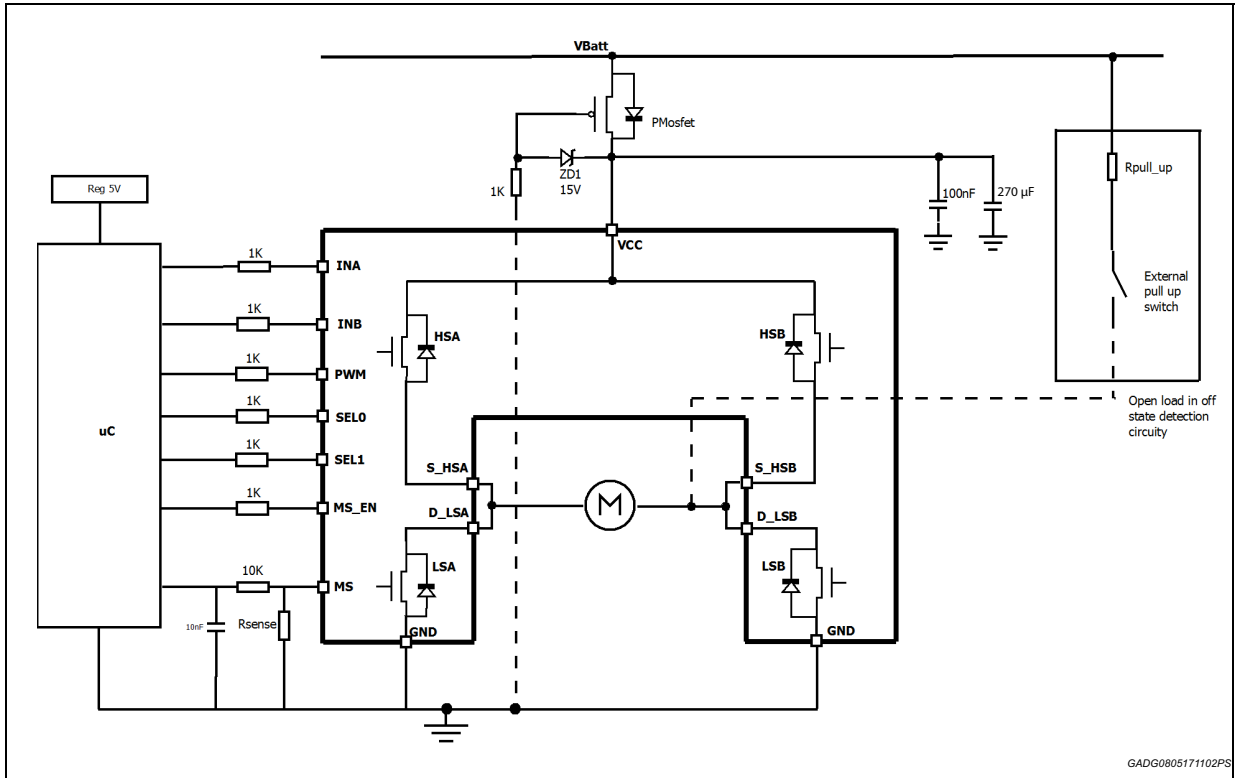 VBatt
PMosfet
ZD1
15V
1K
100nF
270 µF
Rpull_up
External
pull up
switch
Open load in off
state detection
circuity
Reg 5V
uC
VCC
1K
INA
1K
INB
1K
PWM
1K
SEL0
1K
SEL1
1K
MS_EN
10K
MS
10nF
Rsense
HSA
HSB
S_HSA
S_HSB
M
D_LSA
D_LSB
LSA
LSB
GND
GND
GADG0805171102PS